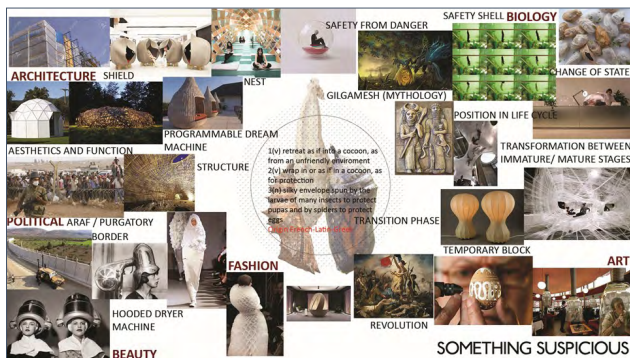 SAFETY FROM DANGER
SAFETY SHELL BIOLOGY
ARCHITECTURE SHIELD
NEST
CHANGE OF STATE
GILGAMESH (MYTHOLOGY)
POSITION IN LIFE CYCLE
PROGRAMMABLE DREAM
MACHINE
AESTHETICS AND FUNCTION
STRUCTURE
TRANSFORMATION BETWEEN
IMMATURE/ MATURE STAGES
1(v) retreat as if into a cocoon, as
from an unfriendly enviroment
2(v) wrap in or as if in a cocoon, as
for protection
3(n) silky envelope spun by the
larvae of many insects to protect
pupas and by spiders to protect
eggs
POLITICAL ARAF / PURGATORY
BORDER
TRANSITION PHASE
TEMPORARY BLOCK
FASHION
ART
HOODED DRYER
MACHINE
REVOLUTION
BEAUTY
SOMETHING SUSPICIOUS